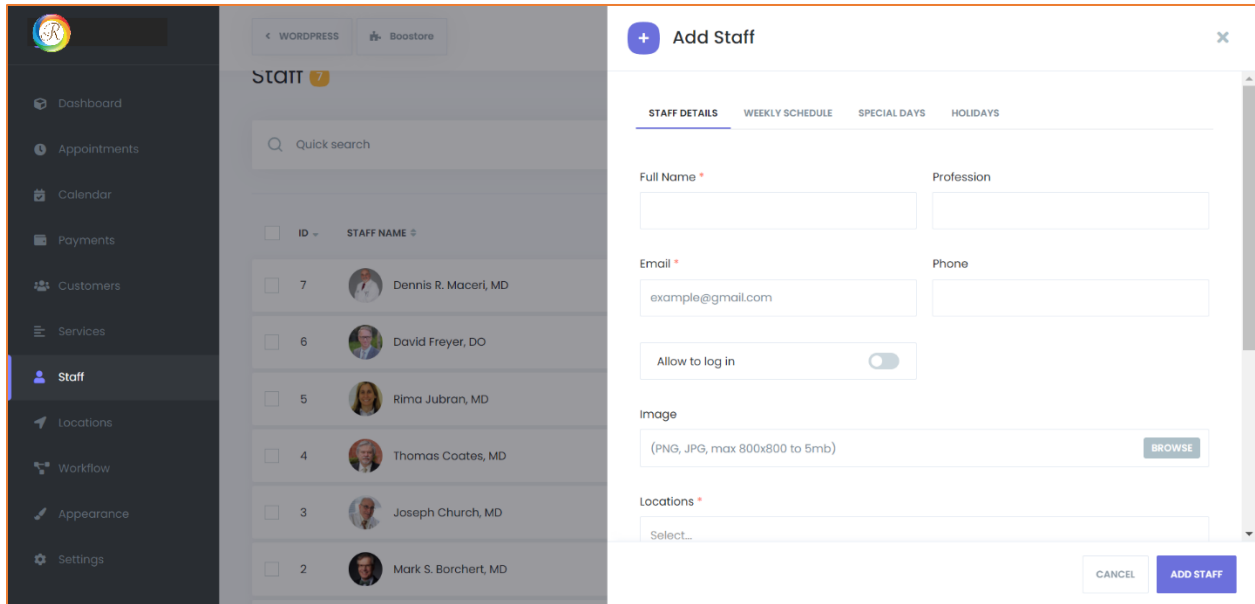 R
Dashboard
Appointments
Calendar
Payments
Customers
Services
Staff
Locations
Workflow
Appearance
Settings
WORDPRESS
Boostore
Staff 7
Quick search
ID STAFF NAME
7 Dennis R. Maceri, MD
6 David Freyer, DO
5 Rima Jubran, MD
4 Thomas Coates, MD
3 Joseph Church, MD
2 Mark S. Borchert, MD
+ Add Staff ×
STAFF DETAILS WEEKLY SCHEDULE SPECIAL DAYS HOLIDAYS
Full Name * Profession
Email * Phone
example@gmail.com
Allow to log in
Image
(PNG, JPG, max 800x800 to 5mb) BROWSE
Locations *
Select...
CANCEL ADD STAFF